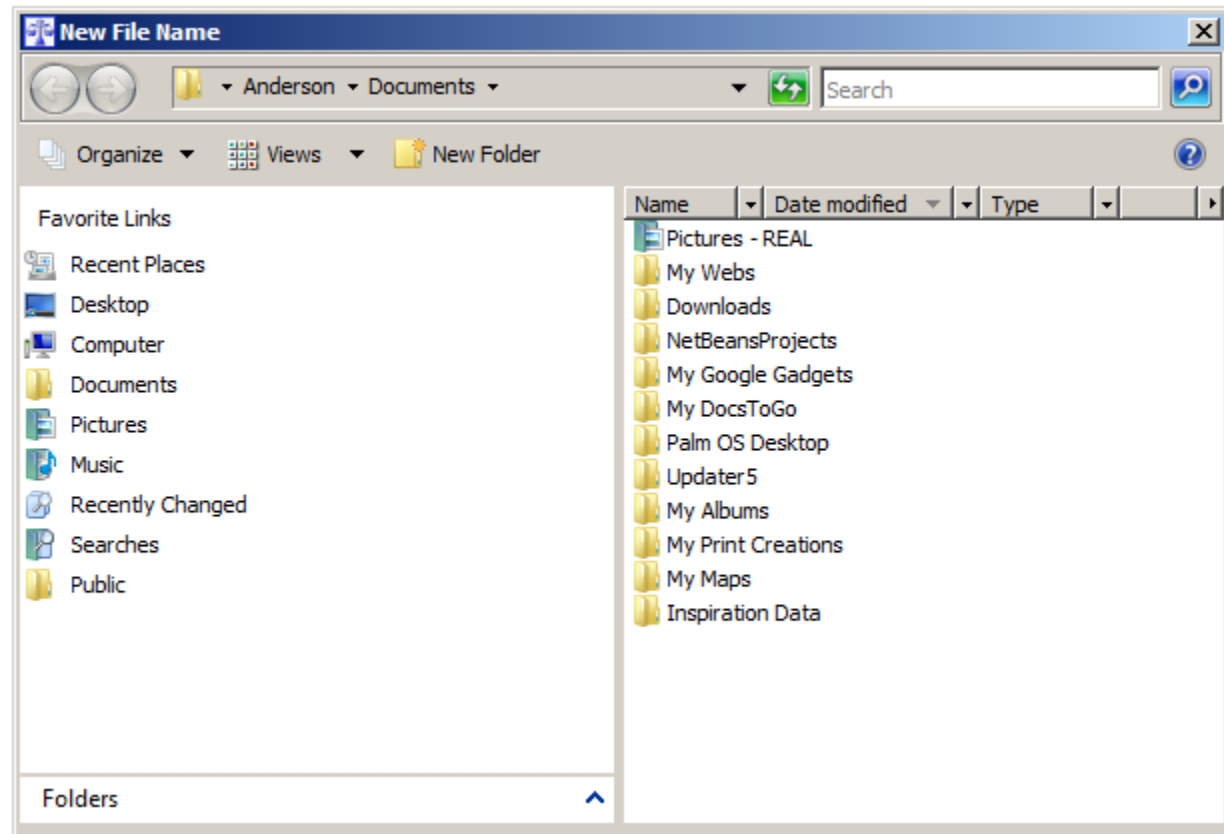 New File Name
Anderson Documents
Search
Organize Views New Folder
Favorite Links
Recent Places
Desktop
Computer
Documents
Pictures
Music
Recently Changed
Searches
Public
Folders
Name Date modified Type
Pictures - REAL
My Webs
Downloads
NetBeansProjects
My Google Gadgets
My DocsToGo
Palm OS Desktop
Updater5
My Albums
My Print Creations
My Maps
Inspiration Data